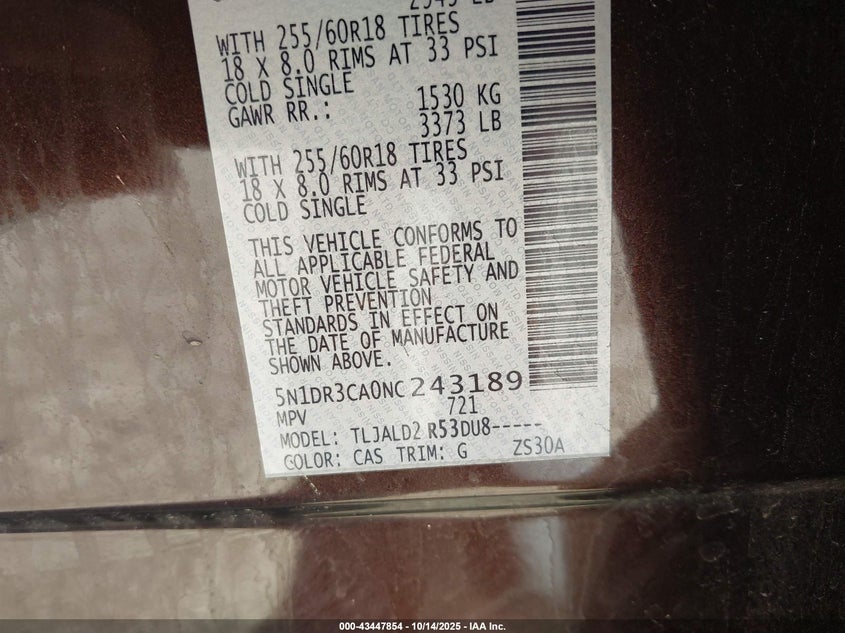 WITH 255/60R18 TIRES
18 X 8.0 RIMS AT 33 PSI
COLD SINGLE
GAWR RR.: 1530 KG
3373 LB
WITH 255/60R18 TIRES
18 X 8.0 RIMS AT 33 PSI
COLD SINGLE
THIS VEHICLE CONFORMS TO
ALL APPLICABLE FEDERAL
MOTOR VEHICLE SAFETY AND
THEFT PREVENTION
STANDARDS IN EFFECT ON
THE DATE OF MANUFACTURE
SHOWN ABOVE.
5N1DR3CA0NC243189
MPV 721
MODEL: TLJALD2 R53DU8-----
COLOR: CAS TRIM: G ZS30A
000-43447854 - 10/14/2025 - IAA Inc.